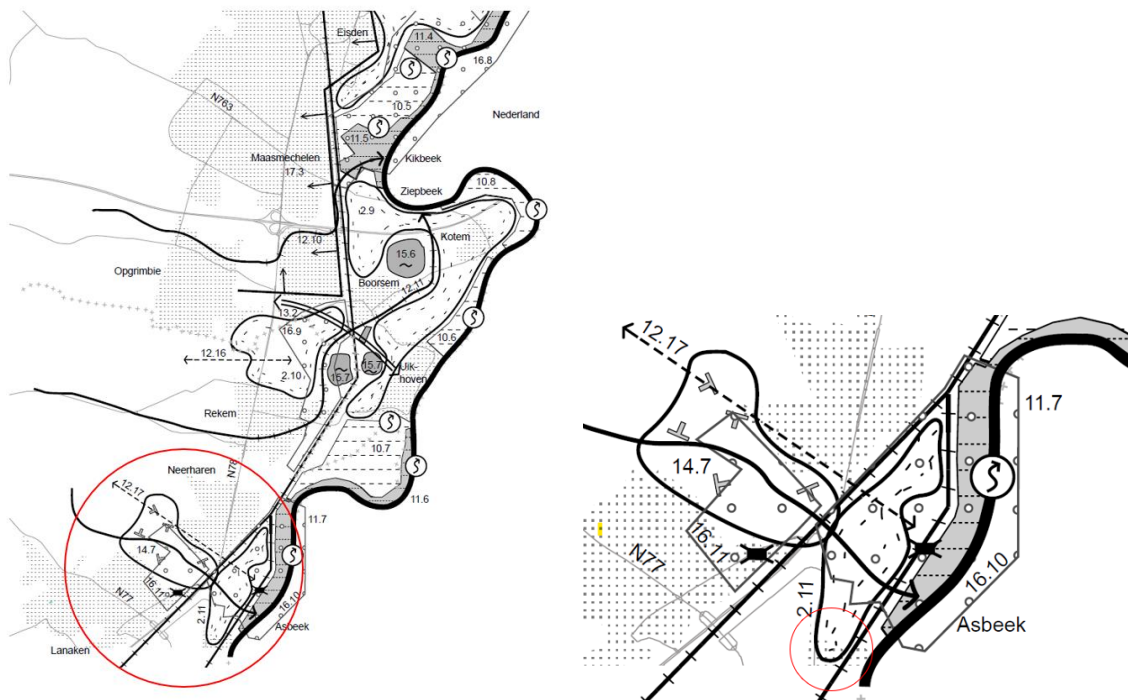 Eisden
11.4
16.8
N763
10.5
Nederland
11.5
Maasmechelen
17.3
Kikbeek
Ziepbeek
10.8
2.9
12.10
Kotem
15.6
Opgrimbie
Boorsem
12.11
13.2
16.9
10.6
12.16
15.7
15.7
Uik-
hoven
2.10
Rekem
10.7
Neerharen
N78
11.6
12.17
11.7
14.7
16.11
N77
2.11
16.10
Asbeek
Lanaken
12.17
11.7
14.7
16.11
N77
2.11
16.10
Asbeek